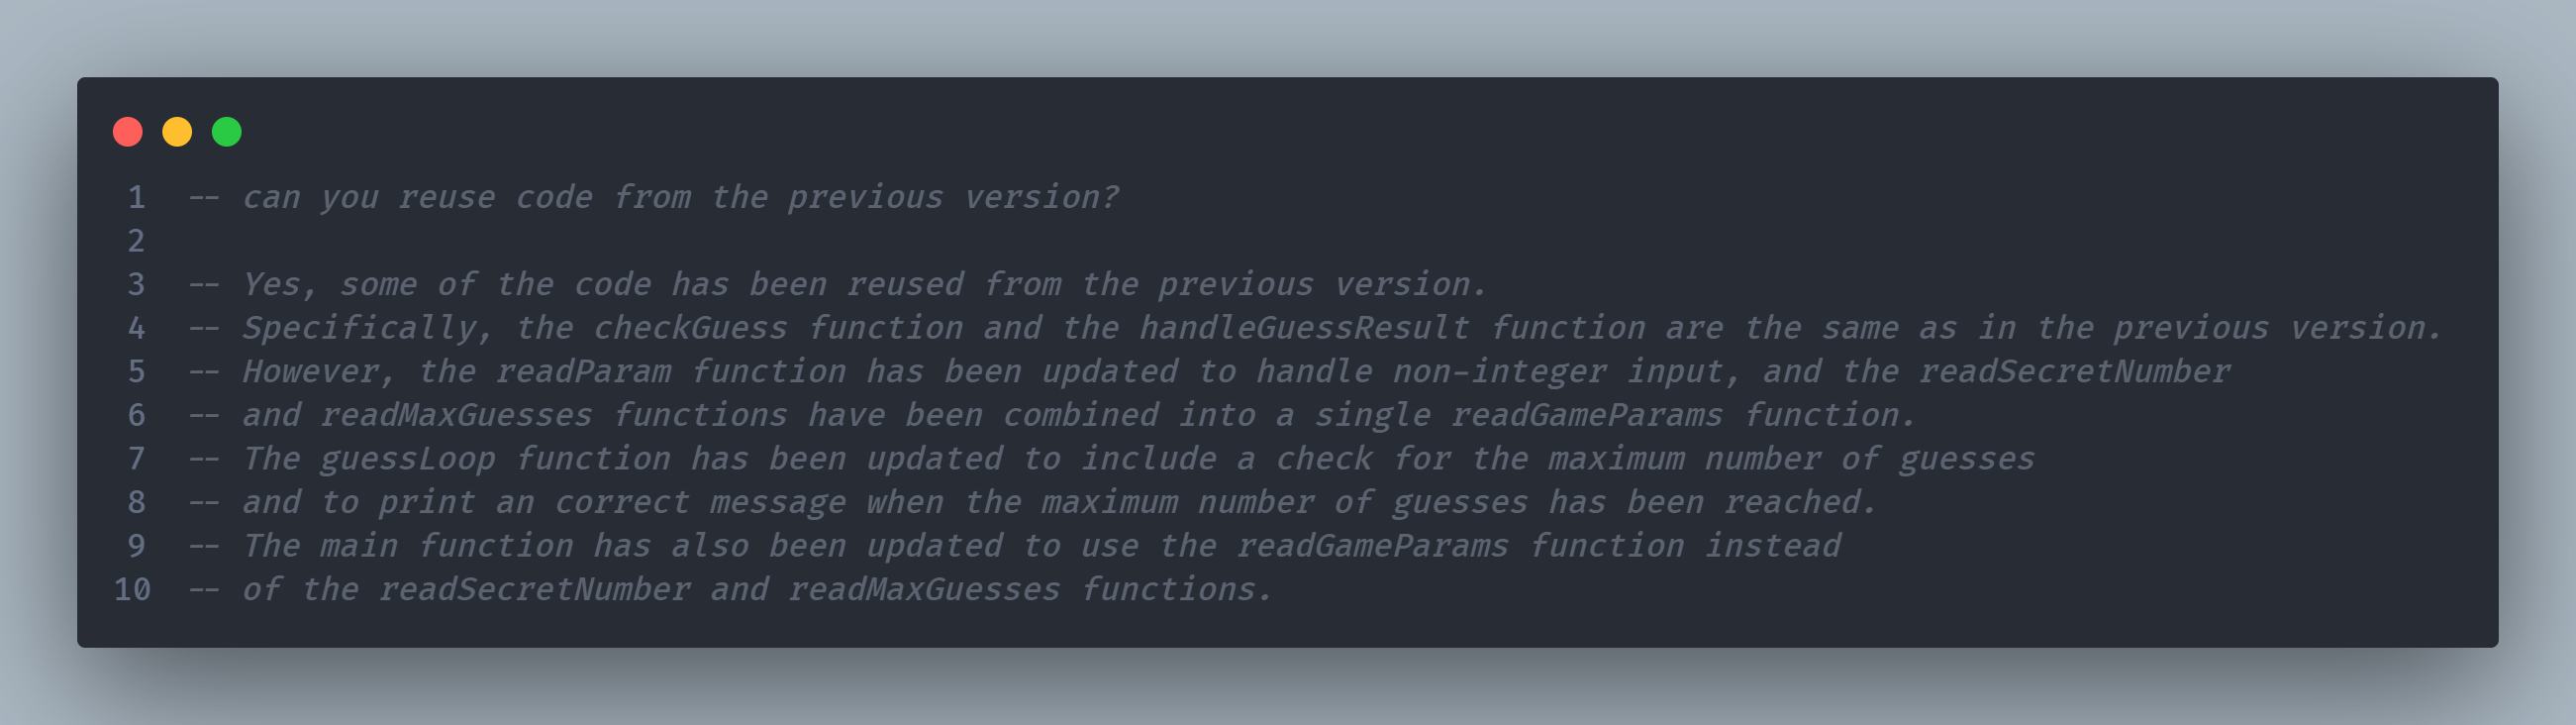 1 -- can you reuse code from the previous version?
2
3 -- Yes, some of the code has been reused from the previous version.
4 -- Specifically, the checkGuess function and the handleGuessResult function are the same as in the previous version.
5 -- However, the readParam function has been updated to handle non-integer input, and the readSecretNumber
6 -- and readMaxGuesses functions have been combined into a single readGameParams function.
7 -- The guessLoop function has been updated to include a check for the maximum number of guesses
8 -- and to print an correct message when the maximum number of guesses has been reached.
9 -- The main function has also been updated to use the readGameParams function instead
10 -- of the readSecretNumber and readMaxGuesses functions.